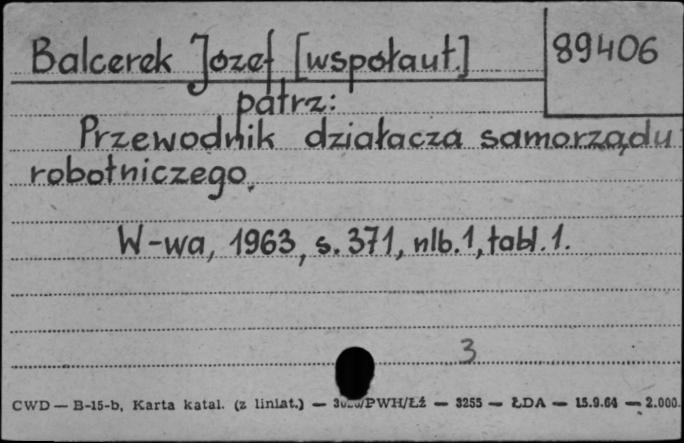 Balcerek Józef [współaut.] 89406
patrz:
Przewodnik działacza samorządu
robotniczego.
W-wa, 1963, s. 371, nlb. 1, tabl. 1.
3
CWD — B-15-b, Karta katal. (z liniat.) — PWH/Łź — 3255 — ŁDA — 15.9.64 — 2.000.